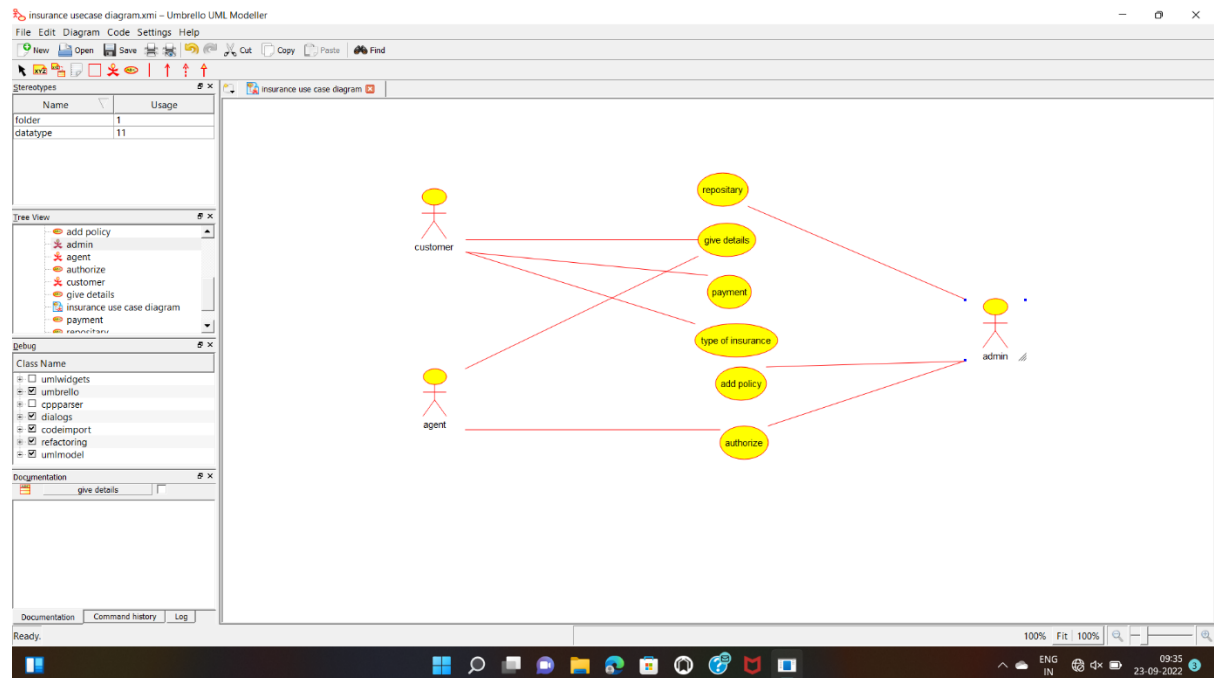 insurance usecase diagram.xmi – Umbrello UML Modeller
File Edit Diagram Code Settings Help
New Open Save Cut Copy Paste Find
XYZ
Stereotypes
insurance use case diagram
Name Usage
folder 1
datatype 11
Tree View
add policy
admin
agent
authorize
customer
give details
insurance use case diagram
payment
repositary
Debug
Class Name
umlwidgets
umbrello
cppparser
dialogs
codeimport
refactoring
umlmodel
Documentation
give details
Documentation Command history Log
repositary
customer
give details
payment
type of insurance
admin
add policy
agent
authorize
Ready.
100% Fit 100%
ENG
IN
09:35
23-09-2022
3